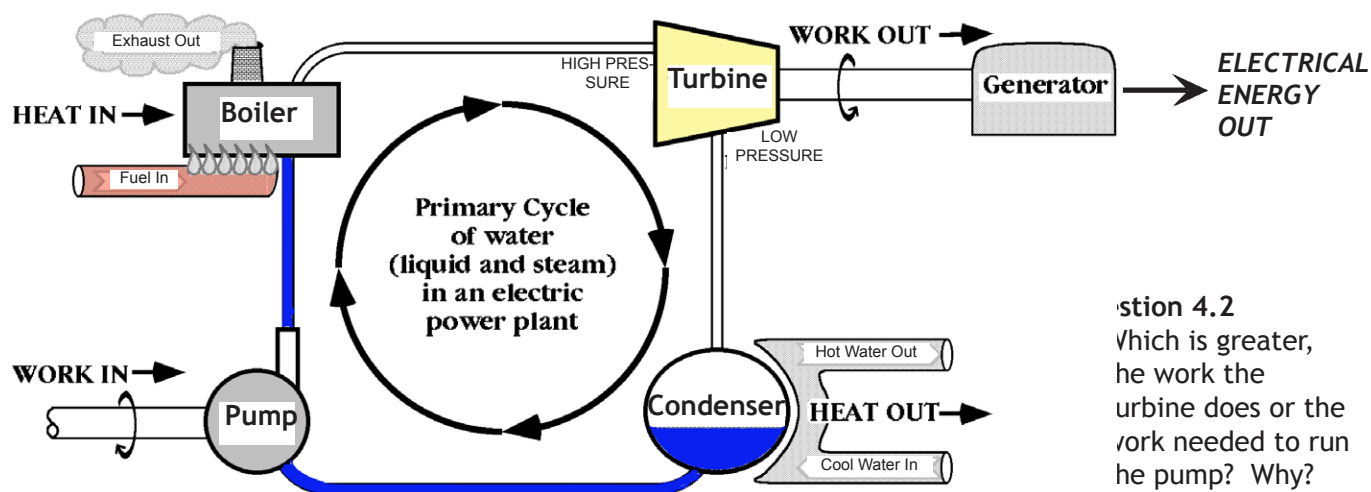 Exhaust Out
HEAT IN
Boiler
Fuel In
HIGH PRES-
SURE
Turbine
LOW
PRESSURE
WORK OUT
Generator
ELECTRICAL
ENERGY
OUT
Primary Cycle
of water
(liquid and steam)
in an electric
power plant
WORK IN
Pump
Condenser
Hot Water Out
HEAT OUT
Cool Water In
stion 4.2
hich is greater,
he work the
urbine does or the
ork needed to run
he pump? Why?